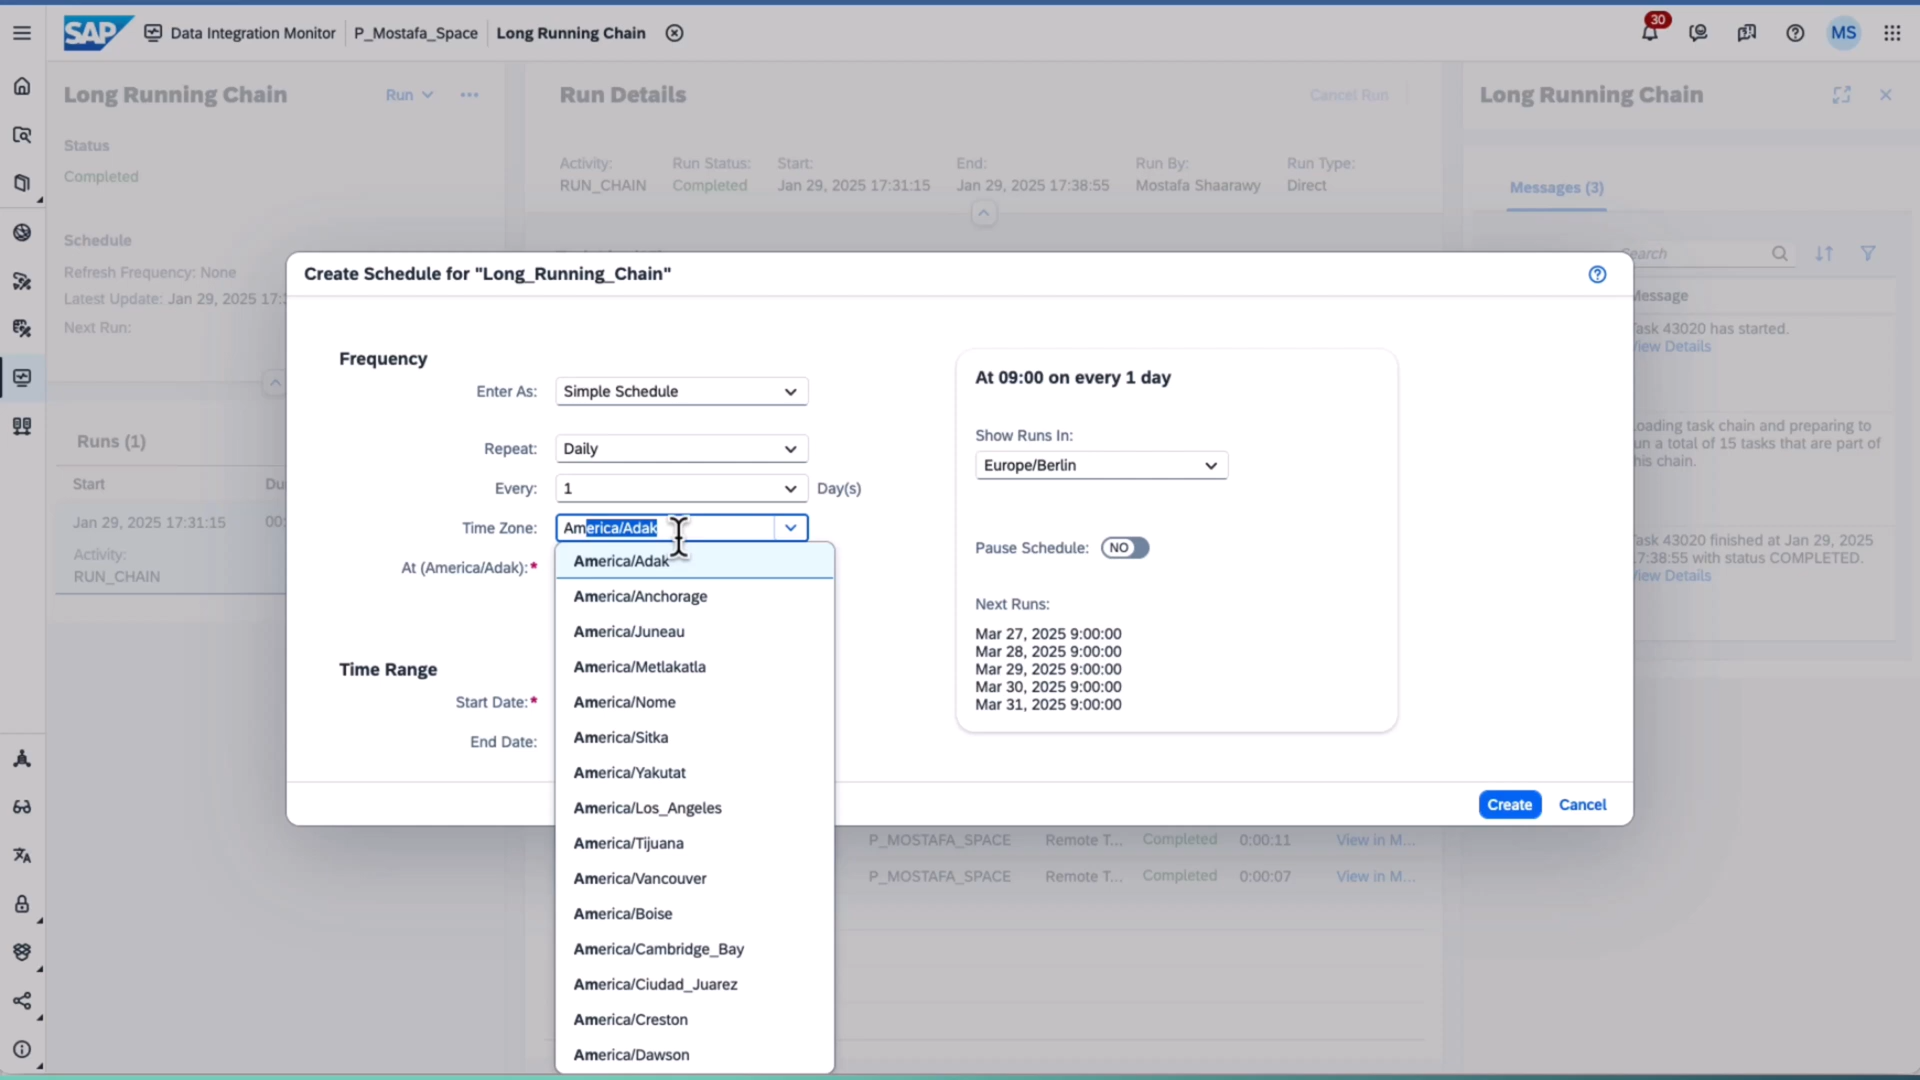 SAP Data Integration Monitor P_Mostafa_Space Long Running Chain
30
MS
Long Running Chain Run
Status
Completed
Schedule
Refresh Frequency: None
Latest Update: Jan 29, 2025 17:
Next Run:
Runs (1)
Start Du
Jan 29, 2025 17:31:15 00:
Activity:
RUN_CHAIN
Run Details Cancel Run
Activity: Run Status: Start: End: Run By: Run Type:
RUN_CHAIN Completed Jan 29, 2025 17:31:15 Jan 29, 2025 17:38:55 Mostafa Shaarawy Direct
Long Running Chain
Messages (3)
Search
Message
Task 43020 has started.
View Details
Loading task chain and preparing to
run a total of 15 tasks that are part of
this chain.
Task 43020 finished at Jan 29, 2025
17:38:55 with status COMPLETED.
View Details
Create Schedule for "Long_Running_Chain"
Frequency
Enter As: Simple Schedule
Repeat: Daily
Every: 1 Day(s)
Time Zone: America/Adak
At (America/Adak):*
Time Range
Start Date:*
End Date:
America/Adak
America/Anchorage
America/Juneau
America/Metlakatla
America/Nome
America/Sitka
America/Yakutat
America/Los_Angeles
America/Tijuana
America/Vancouver
America/Boise
America/Cambridge_Bay
America/Ciudad_Juarez
America/Creston
America/Dawson
At 09:00 on every 1 day
Show Runs In:
Europe/Berlin
Pause Schedule: NO
Next Runs:
Mar 27, 2025 9:00:00
Mar 28, 2025 9:00:00
Mar 29, 2025 9:00:00
Mar 30, 2025 9:00:00
Mar 31, 2025 9:00:00
Create Cancel
P_MOSTAFA_SPACE Remote T... Completed 0:00:11 View in M...
P_MOSTAFA_SPACE Remote T... Completed 0:00:07 View in M...